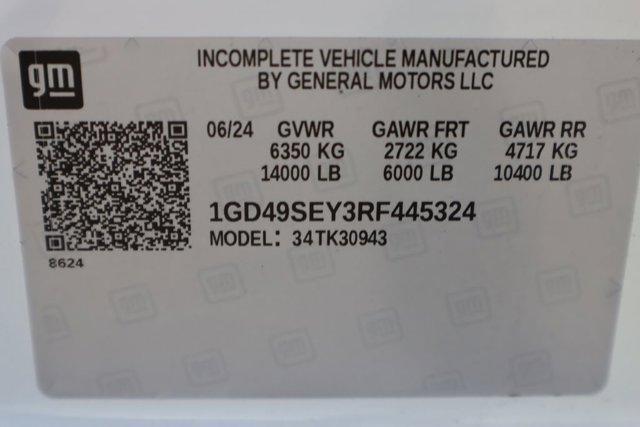 gm
INCOMPLETE VEHICLE MANUFACTURED
BY GENERAL MOTORS LLC
06/24 GVWR GAWR FRT GAWR RR
6350 KG 2722 KG 4717 KG
14000 LB 6000 LB 10400 LB
1GD49SEY3RF445324
MODEL: 34TK30943
8624